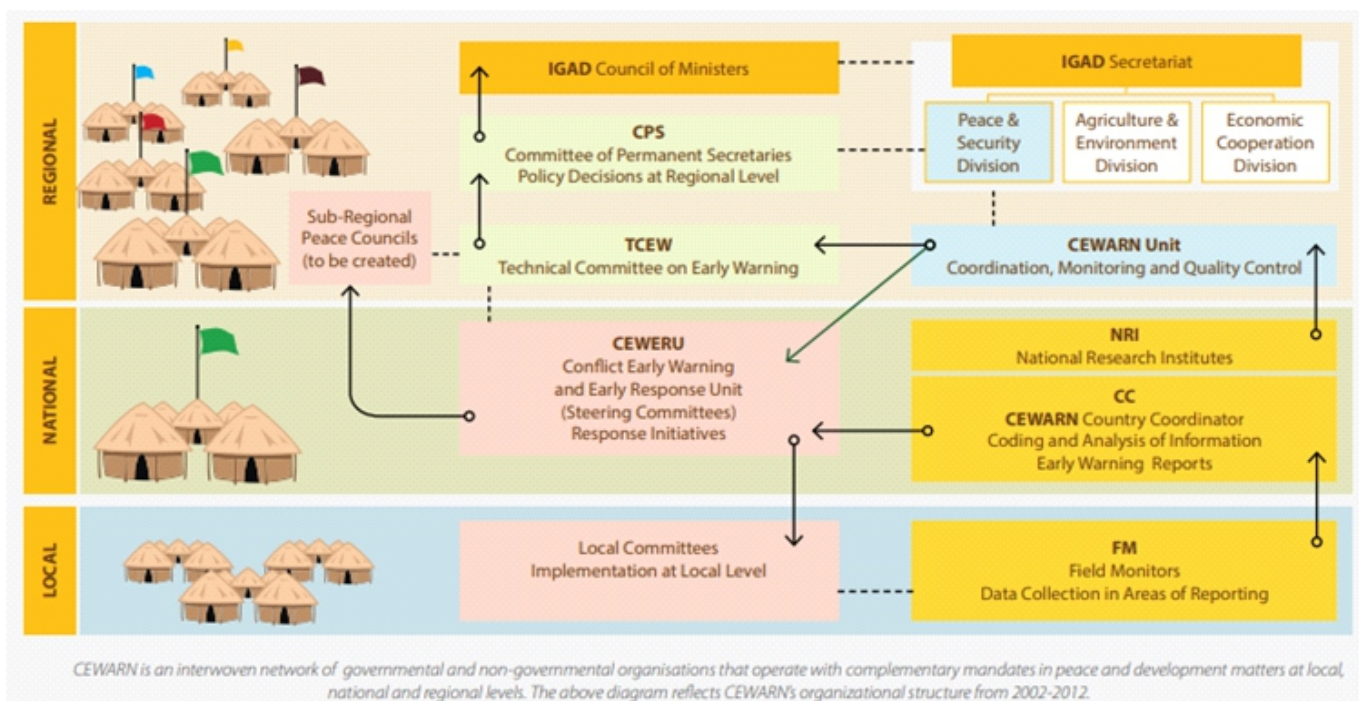 REGIONAL
IGAD Council of Ministers
CPS
Committee of Permanent Secretaries
Policy Decisions at Regional Level
Sub-Regional
Peace Councils
(to be created)
TCEW
Technical Committee on Early Warning
IGAD Secretariat
Peace &
Security
Division
Agriculture &
Environment
Division
Economic
Cooperation
Division
CEWARN Unit
Coordination, Monitoring and Quality Control
NATIONAL
CEWERU
Conflict Early Warning
and Early Response Unit
(Steering Committees)
Response Initiatives
NRI
National Research Institutes
CC
CEWARN Country Coordinator
Coding and Analysis of Information
Early Warning Reports
LOCAL
Local Committees
Implementation at Local Level
FM
Field Monitors
Data Collection in Areas of Reporting
CEWARN is an interwoven network of governmental and non-governmental organisations that operate with complementary mandates in peace and development matters at local,
national and regional levels. The above diagram reflects CEWARN's organizational structure from 2002-2012.